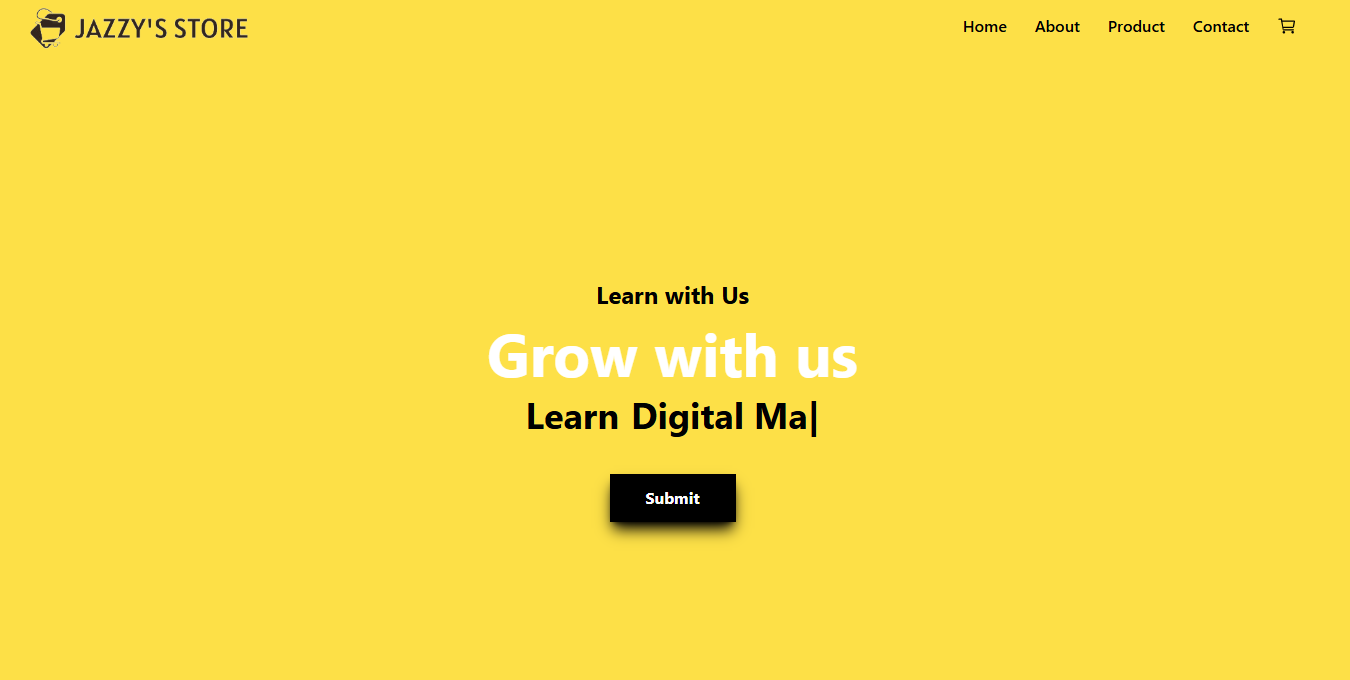 JAZZY'S STORE
Home About Product Contact
Learn with Us
Grow with us
Learn Digital Ma|
Submit